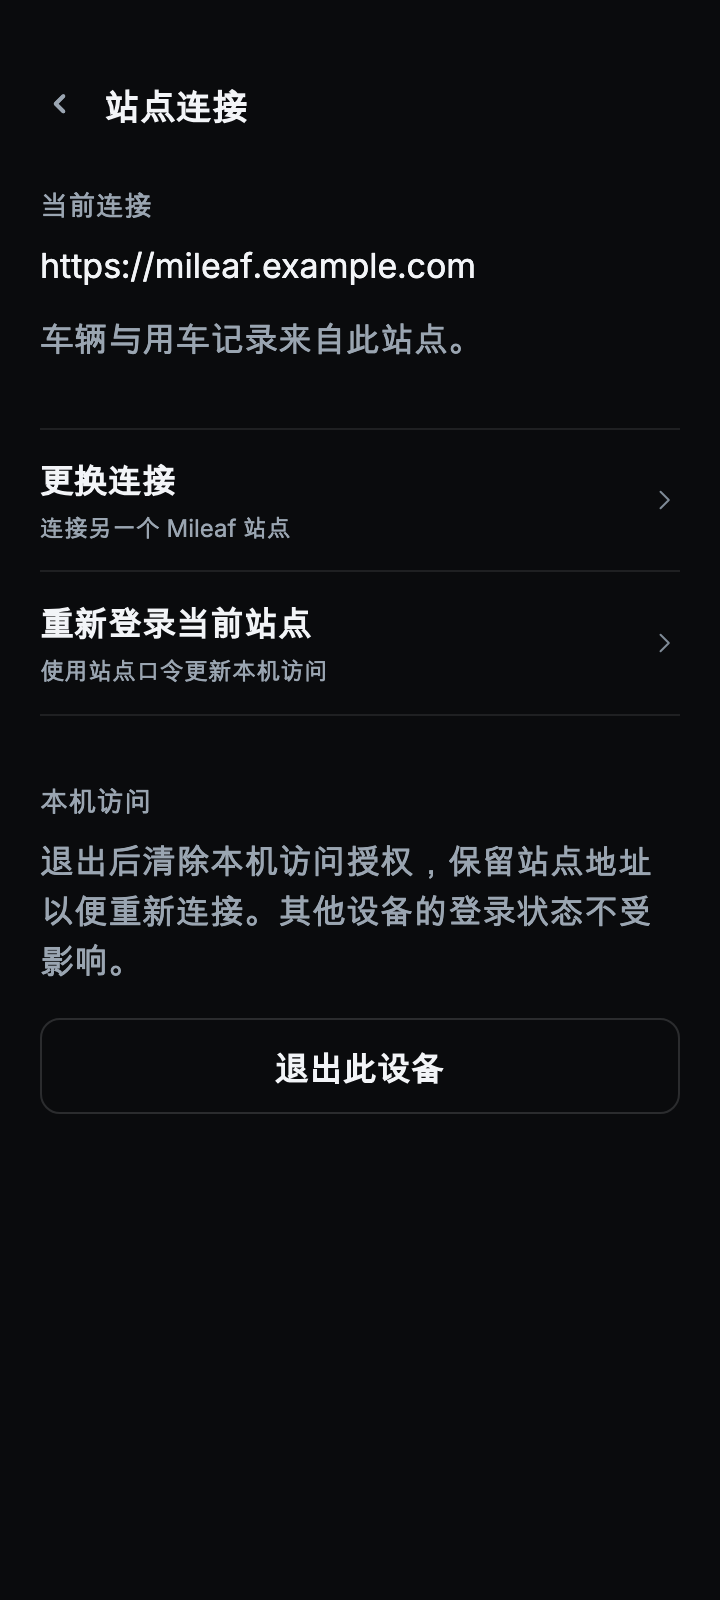 站点连接
当前连接
https://mileaf.example.com
车辆与用车记录来自此站点。
更换连接
连接另一个 Mileaf 站点
重新登录当前站点
使用站点口令更新本机访问
本机访问
退出后清除本机访问授权，保留站点地址
以便重新连接。其他设备的登录状态不受
影响。
退出此设备